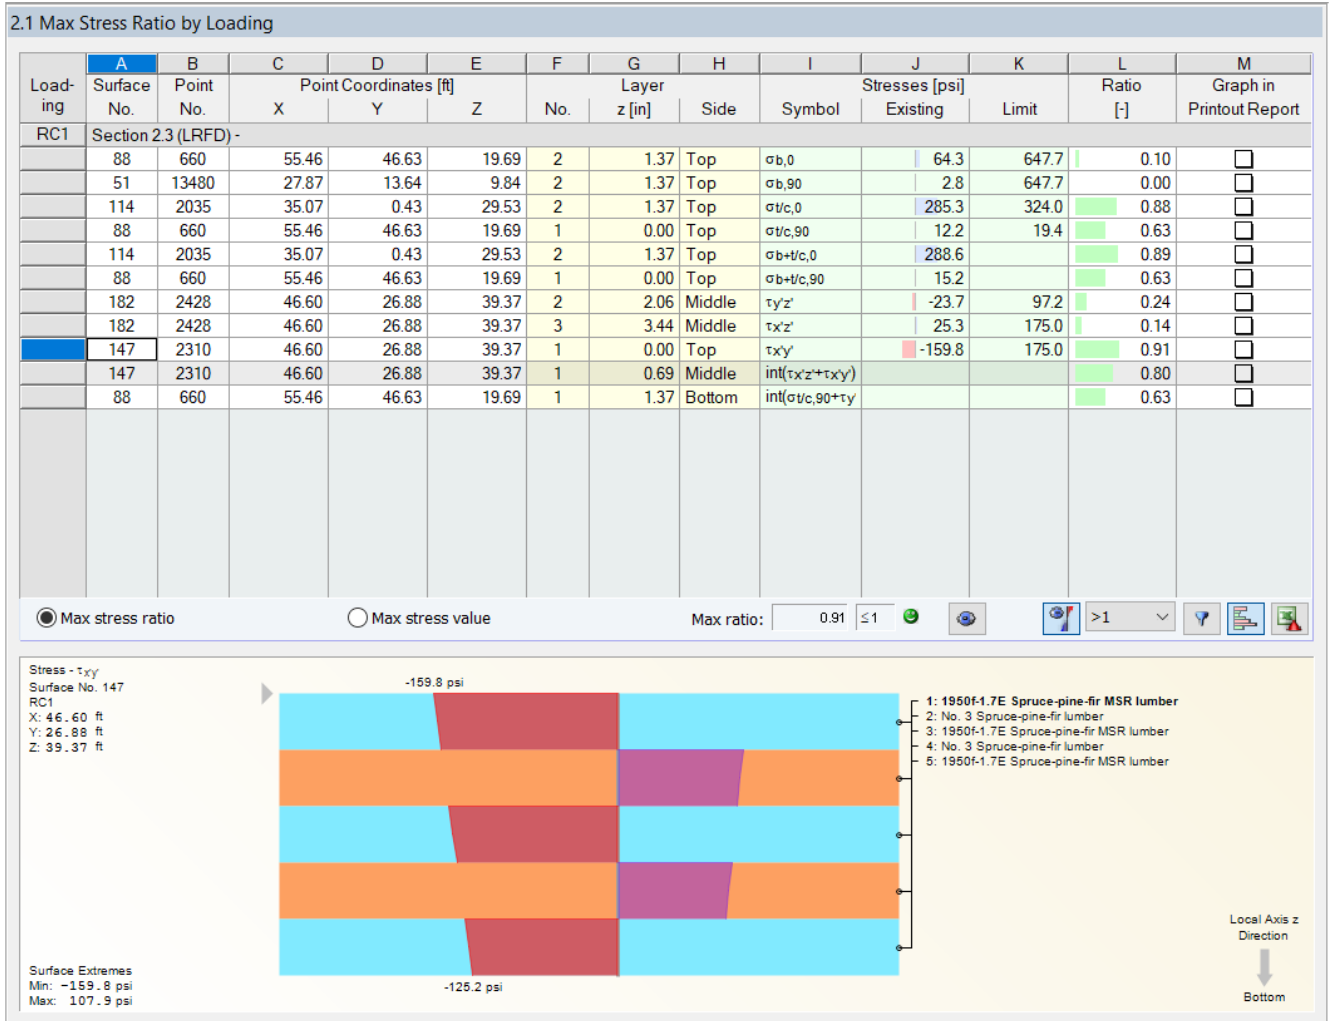 2.1 Max Stress Ratio by Loading
A B C D E F G H I J K L M
Load- Surface Point Point Coordinates [ft] Layer Stresses [psi] Ratio Graph in
ing No. No. X Y Z No. z [in] Side Symbol Existing Limit [-] Printout Report
RC1 Section 2.3 (LRFD) -
88 660 55.46 46.63 19.69 2 1.37 Top σb,0 64.3 647.7 0.10
51 13480 27.87 13.64 9.84 2 1.37 Top σb,90 2.8 647.7 0.00
114 2035 35.07 0.43 29.53 2 1.37 Top σt/c,0 285.3 324.0 0.88
88 660 55.46 46.63 19.69 1 0.00 Top σt/c,90 12.2 19.4 0.63
114 2035 35.07 0.43 29.53 2 1.37 Top σb+t/c,0 288.6 0.89
88 660 55.46 46.63 19.69 1 0.00 Top σb+t/c,90 15.2 0.63
182 2428 46.60 26.88 39.37 2 2.06 Middle τy'z' -23.7 97.2 0.24
182 2428 46.60 26.88 39.37 3 3.44 Middle τx'z' 25.3 175.0 0.14
147 2310 46.60 26.88 39.37 1 0.00 Top τx'y' -159.8 175.0 0.91
147 2310 46.60 26.88 39.37 1 0.69 Middle int(τx'z'+τx'y') 0.80
88 660 55.46 46.63 19.69 1 1.37 Bottom int(σt/c,90+τy' 0.63
Max stress ratio Max stress value Max ratio: 0.91 ≤1 >1
Stress - τx'y'
Surface No. 147
RC1
X: 46.60 ft
Y: 26.88 ft
Z: 39.37 ft
-159.8 psi
1: 1950f-1.7E Spruce-pine-fir MSR lumber
2: No. 3 Spruce-pine-fir lumber
3: 1950f-1.7E Spruce-pine-fir MSR lumber
4: No. 3 Spruce-pine-fir lumber
5: 1950f-1.7E Spruce-pine-fir MSR lumber
Local Axis z
Direction
Bottom
-125.2 psi
Surface Extremes
Min: -159.8 psi
Max: 107.9 psi